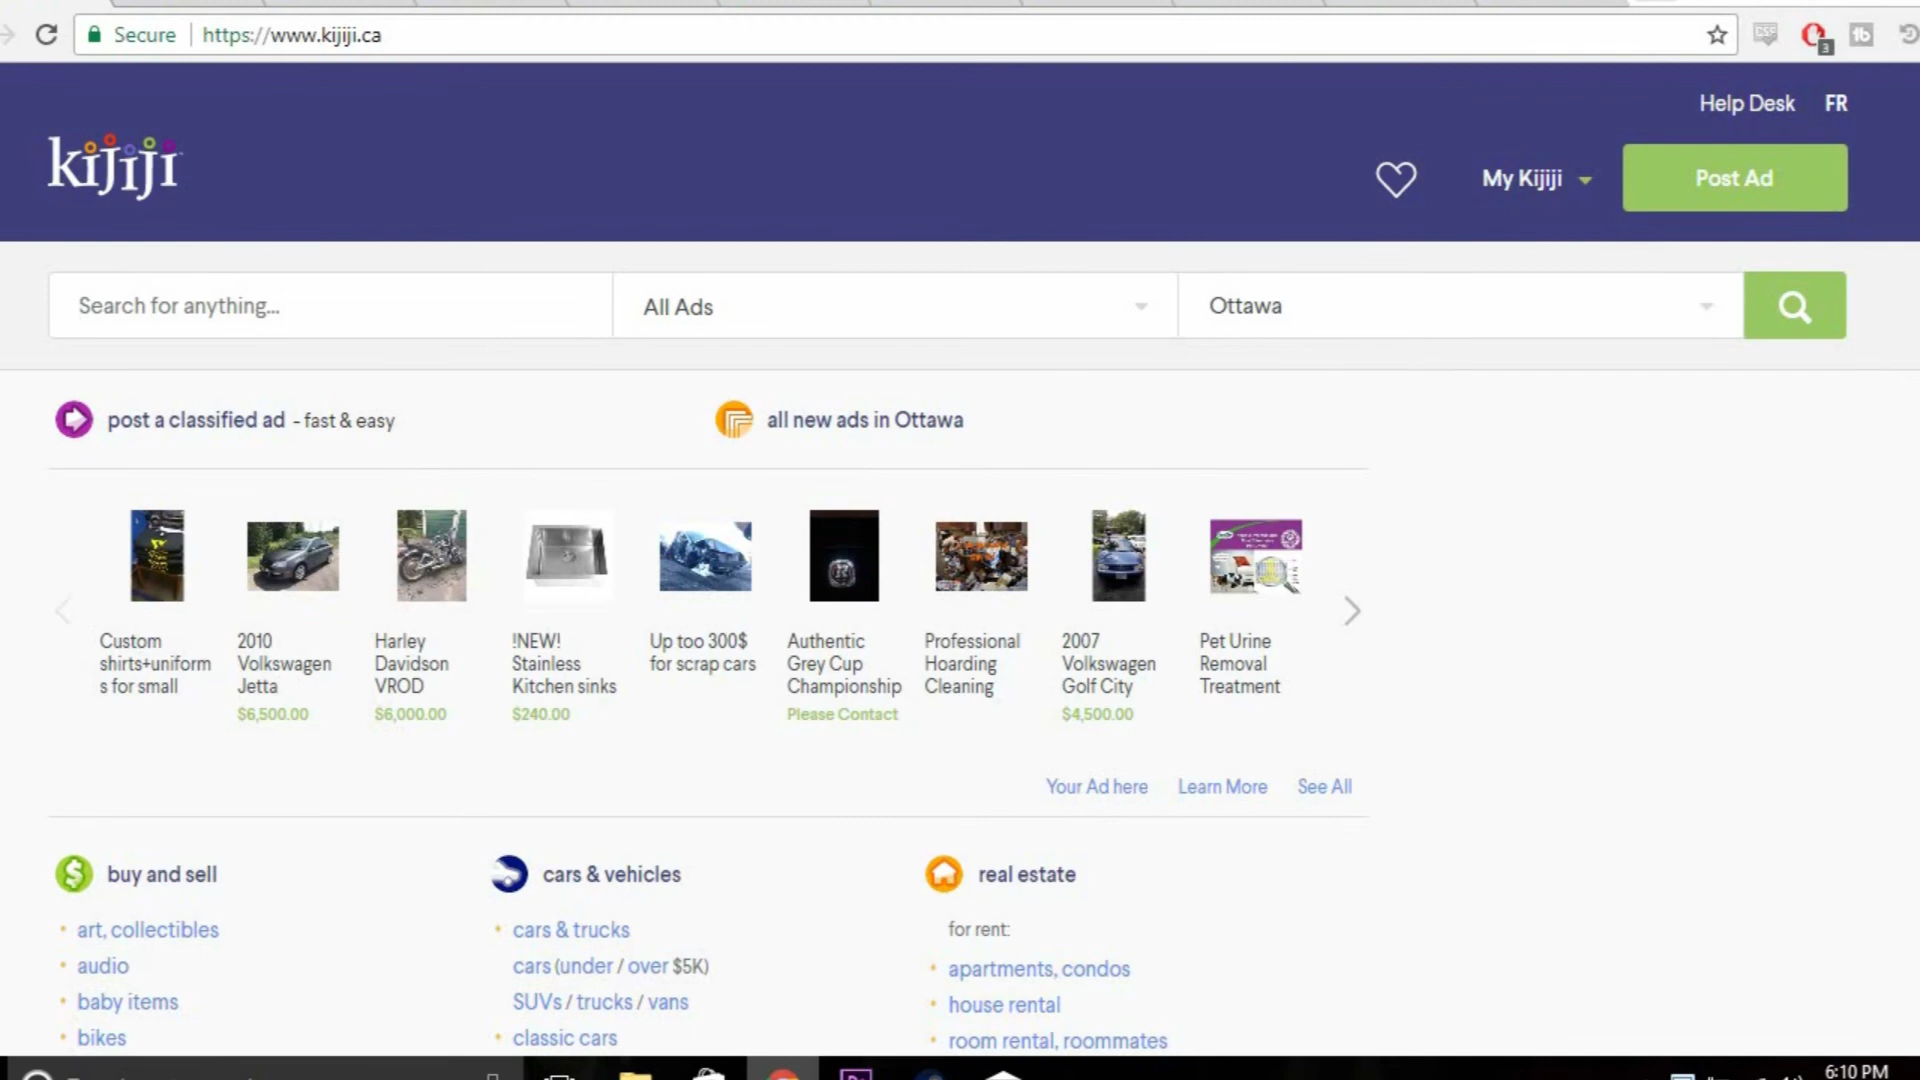 Secure https://www.kijiji.ca
3
Help Desk FR
kijiji
My Kijiji
Post Ad
Search for anything...
All Ads
Ottawa
post a classified ad - fast & easy
all new ads in Ottawa
Custom
shirts+uniform
s for small
2010
Volkswagen
Jetta
$6,500.00
Harley
Davidson
VROD
$6,000.00
!NEW!
Stainless
Kitchen sinks
$240.00
Up too 300$
for scrap cars
Authentic
Grey Cup
Championship
Please Contact
Professional
Hoarding
Cleaning
2007
Volkswagen
Golf City
$4,500.00
Pet Urine
Removal
Treatment
Your Ad here
Learn More
See All
buy and sell
art, collectibles
audio
baby items
bikes
cars & vehicles
cars & trucks
cars (under / over $5K)
SUVs / trucks / vans
classic cars
real estate
for rent:
apartments, condos
house rental
room rental, roommates
6:10 PM